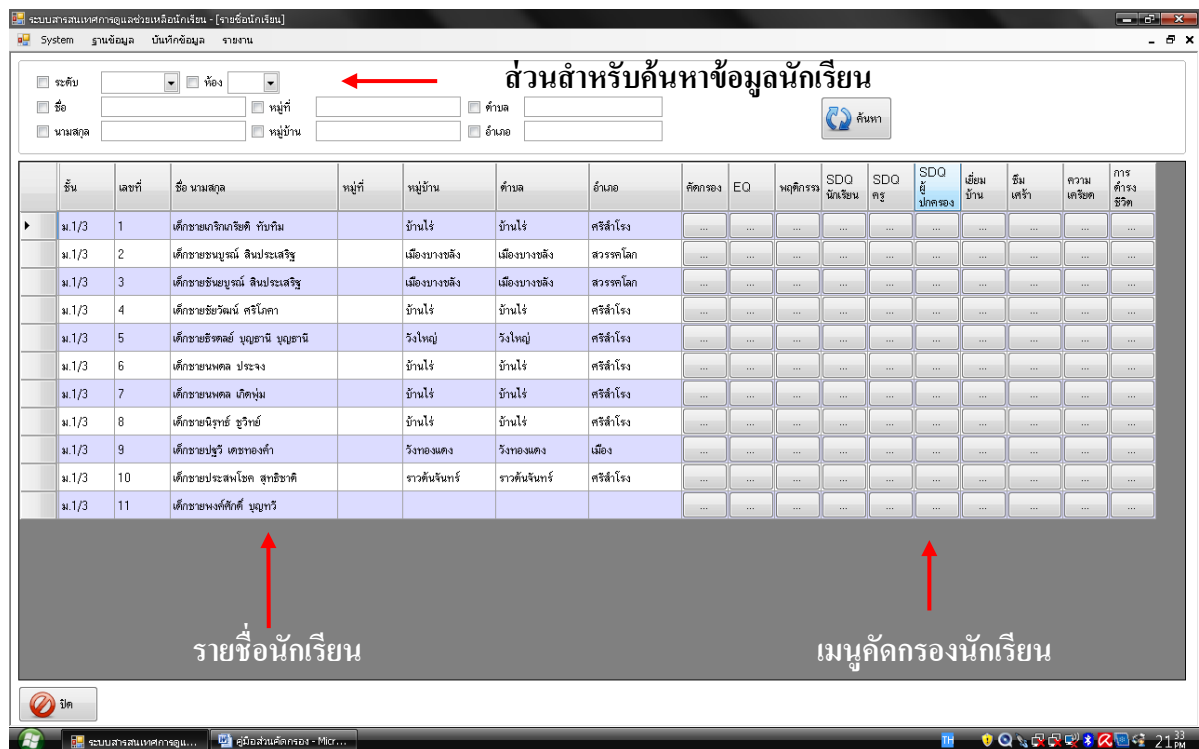 ระบบสารสนเทศการดูแลช่วยเหลือนักเรียน - [รายชื่อนักเรียน]
System ฐานข้อมูล บันทึกข้อมูล รายงาน
ระดับ ห้อง ส่วนสำหรับค้นหาข้อมูลนักเรียน
ชื่อ หมู่ที่ ตำบล
ค้นหา
นามสกุล หมู่บ้าน อำเภอ
ชั้น เลขที่ ชื่อ นามสกุล หมู่ที่ หมู่บ้าน ตำบล อำเภอ คัดกรอง EQ พฤติกรรม SDQ นักเรียน SDQ ครู SDQ ผู้ปกครอง เยี่ยมบ้าน ซึมเศร้า ความเครียด การดำรงชีวิต
ม.1/3 1 เด็กชายเกริกเกรียติ ทับทิม บ้านไร่ บ้านไร่ ศรีสำโรง ... ... ... ... ... ... ... ... ... ...
ม.1/3 2 เด็กชายชนบูรณ์ สินประเสริฐ เมืองบางขลัง เมืองบางขลัง สวรรคโลก ... ... ... ... ... ... ... ... ... ...
ม.1/3 3 เด็กชายชันยบูรณ์ สินประเสริฐ เมืองบางขลัง เมืองบางขลัง สวรรคโลก ... ... ... ... ... ... ... ... ... ...
ม.1/3 4 เด็กชายชัยวัฒน์ ศรีโภคา บ้านไร่ บ้านไร่ ศรีสำโรง ... ... ... ... ... ... ... ... ... ...
ม.1/3 5 เด็กชายธีรดลย์ บุญธานี บุญธานี วังใหญ่ วังใหญ่ ศรีสำโรง ... ... ... ... ... ... ... ... ... ...
ม.1/3 6 เด็กชายนพดล ประจง บ้านไร่ บ้านไร่ ศรีสำโรง ... ... ... ... ... ... ... ... ... ...
ม.1/3 7 เด็กชายนพดล เกิดพุ่ม บ้านไร่ บ้านไร่ ศรีสำโรง ... ... ... ... ... ... ... ... ... ...
ม.1/3 8 เด็กชายนิรุทธ์ ชูวิทย์ บ้านไร่ บ้านไร่ ศรีสำโรง ... ... ... ... ... ... ... ... ... ...
ม.1/3 9 เด็กชายปฐวี เดชทองคำ วังทองแดง วังทองแดง เมือง ... ... ... ... ... ... ... ... ... ...
ม.1/3 10 เด็กชายประสพโชค สุทธิชาติ ราวต้นจันทร์ ราวต้นจันทร์ ศรีสำโรง ... ... ... ... ... ... ... ... ... ...
ม.1/3 11 เด็กชายพงค์ศักดิ์ บุญทวี ... ... ... ... ... ... ... ... ... ...
รายชื่อนักเรียน เมนูคัดกรองนักเรียน
ปิด
ระบบสารสนเทศการดูแ... คู่มือส่วนคัดกรอง - Micr... TH 21 33 PM